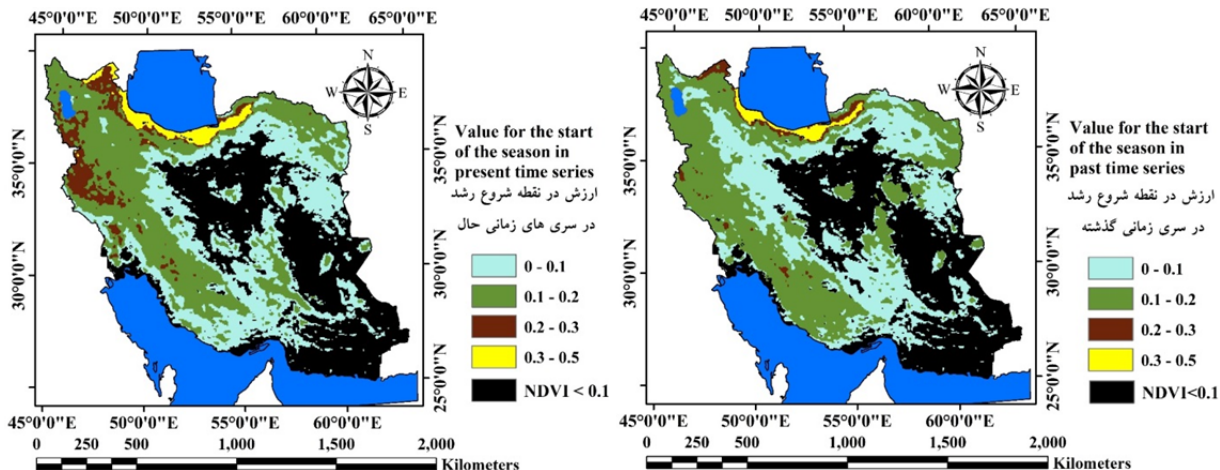 45°0'0"E 50°0'0"E 55°0'0"E 60°0'0"E 65°0'0"E
N
W E
S
35°0'0"N
30°0'0"N
25°0'0"N
Value for the start
of the season in
present time series
ارزش در نقطه شروع رشد
در سری های زمانی حال
0 - 0.1
0.1 - 0.2
0.2 - 0.3
0.3 - 0.5
NDVI < 0.1
45°0'0"E 50°0'0"E 55°0'0"E 60°0'0"E
0 250 500 1,000 1,500 2,000
Kilometers
45°0'0"E 50°0'0"E 55°0'0"E 60°0'0"E 65°0'0"E
N
W E
S
35°0'0"N
30°0'0"N
25°0'0"N
Value for the start
of the season in
past time series
ارزش در نقطه شروع رشد
در سری زمانی گذشته
0 - 0.1
0.1 - 0.2
0.2 - 0.3
0.3 - 0.5
NDVI<0.1
45°0'0"E 50°0'0"E 55°0'0"E 60°0'0"E
0 250 500 1,000 1,500 2,000
Kilometers